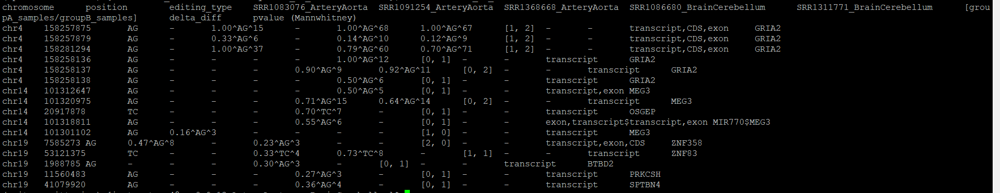 chromosome position editing_type SRR1083076_ArteryAorta SRR1091254_ArteryAorta SRR1368668_ArteryAorta SRR1086680_BrainCerebellum SRR1311771_BrainCerebellum [grou
pA_samples/groupB_samples] delta_diff pvalue (Mannwhitney)
chr4 158257875 AG - 1.00^AG^15 - 1.00^AG^68 1.00^AG^67 [1, 2] - - transcript,CDS,exon GRIA2
chr4 158257879 AG - 0.33^AG^6 - 0.14^AG^10 0.12^AG^9 [1, 2] - - transcript,CDS,exon GRIA2
chr4 158281294 AG - 1.00^AG^37 - 0.79^AG^60 0.70^AG^71 [1, 2] - - transcript,CDS,exon GRIA2
chr4 158258136 AG - - - - 1.00^AG^12 [0, 1] - - transcript GRIA2
chr4 158258137 AG - - - 0.90^AG^9 0.92^AG^11 [0, 2] - - transcript GRIA2
chr4 158258138 AG - - - - 0.50^AG^6 [0, 1] - - transcript GRIA2
chr14 101312647 AG - - - - 0.50^AG^5 [0, 1] - - transcript,exon MEG3
chr14 101320975 AG - - - 0.71^AG^15 0.64^AG^14 [0, 2] - - transcript MEG3
chr14 20917878 TC - - - 0.70^TC^7 - [0, 1] - - transcript OSGEP
chr14 101318811 AG - - - 0.55^AG^6 - [0, 1] - - exon,transcript$transcript,exon MIR770$MEG3
chr14 101301102 AG 0.16^AG^3 - - - - [1, 0] - - transcript MEG3
chr19 7585273 AG 0.47^AG^8 - 0.23^AG^3 - - [2, 0] - - transcript,exon,CDS ZNF358
chr19 53121375 TC - - 0.33^TC^4 0.73^TC^8 - [1, 1] - - transcript ZNF83
chr19 1988785 AG - - - 0.30^AG^3 - [0, 1] - - transcript BTBD2
chr19 11560483 AG - - - 0.27^AG^3 - [0, 1] - - transcript PRKCSH
chr19 41079920 AG - - - 0.36^AG^4 - [0, 1] - - transcript SPTBN4